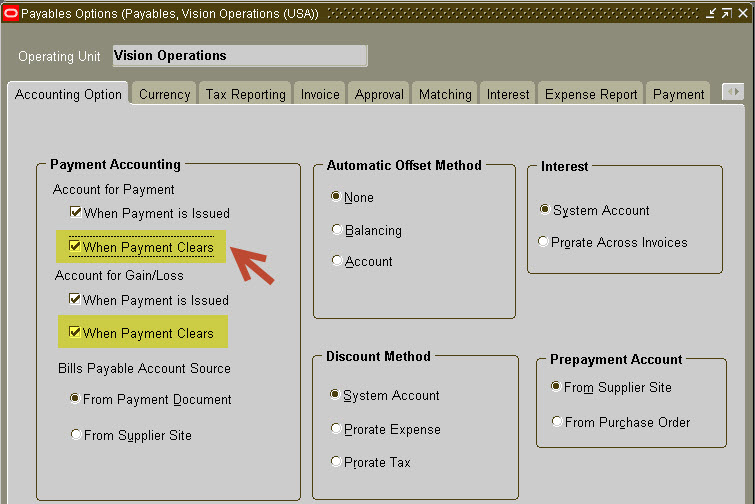 Payables Options (Payables, Vision Operations (USA))
Operating Unit Vision Operations
Accounting Option Currency Tax Reporting Invoice Approval Matching Interest Expense Report Payment
Payment Accounting
Account for Payment
When Payment is Issued
When Payment Clears
Account for Gain/Loss
When Payment is Issued
When Payment Clears
Bills Payable Account Source
From Payment Document
From Supplier Site
Automatic Offset Method
None
Balancing
Account
Interest
System Account
Prorate Across Invoices
Discount Method
System Account
Prorate Expense
Prorate Tax
Prepayment Account
From Supplier Site
From Purchase Order